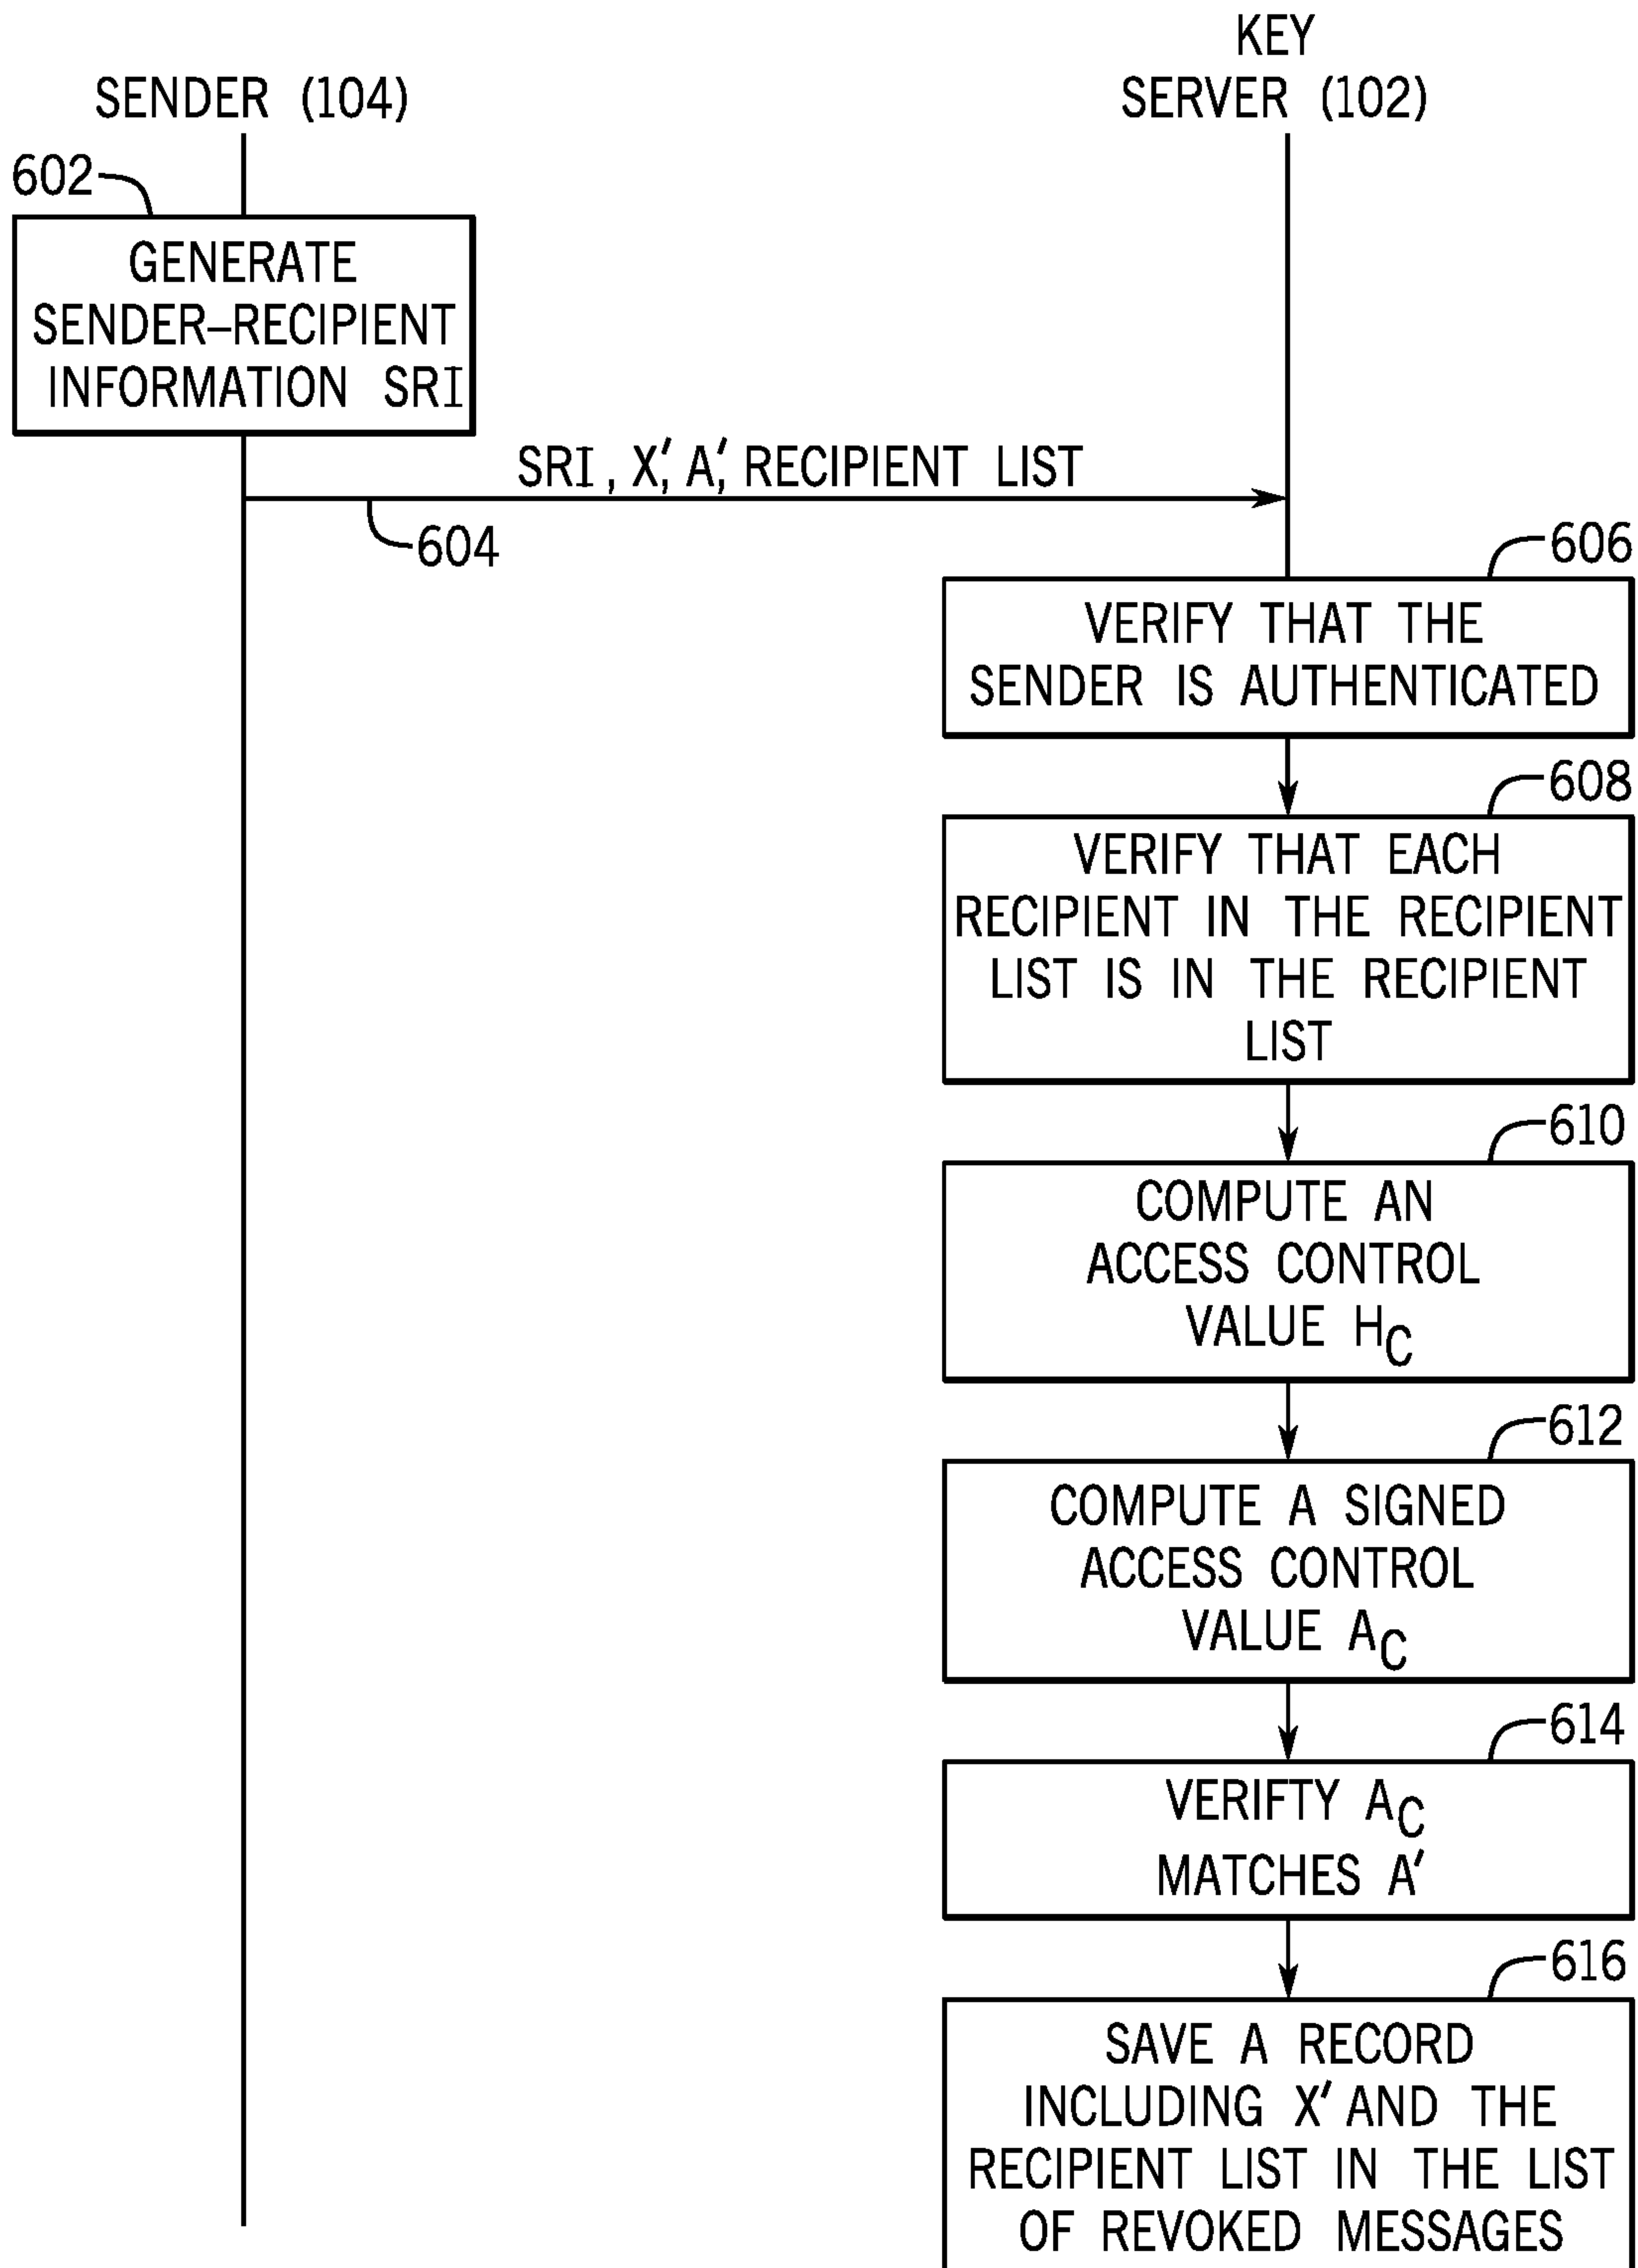 KEY
SENDER (104)
SERVER (102)
602
GENERATE
SENDER–RECIPIENT
INFORMATION SRI
SRI, X', A', RECIPIENT LIST
604
606
VERIFY THAT THE
SENDER IS AUTHENTICATED
608
VERIFY THAT EACH
RECIPIENT IN THE RECIPIENT
LIST IS IN THE RECIPIENT
LIST
610
COMPUTE AN
ACCESS CONTROL
VALUE H_C
612
COMPUTE A SIGNED
ACCESS CONTROL
VALUE A_C
614
VERIFTY A_C
MATCHES A'
616
SAVE A RECORD
INCLUDING X' AND THE
RECIPIENT LIST IN THE LIST
OF REVOKED MESSAGES